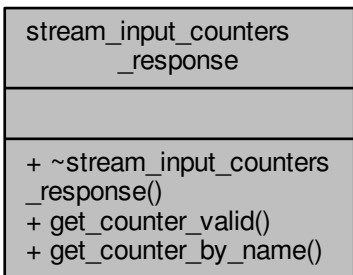 stream_input_counters
_response
+ ~stream_input_counters
_response()
+ get_counter_valid()
+ get_counter_by_name()